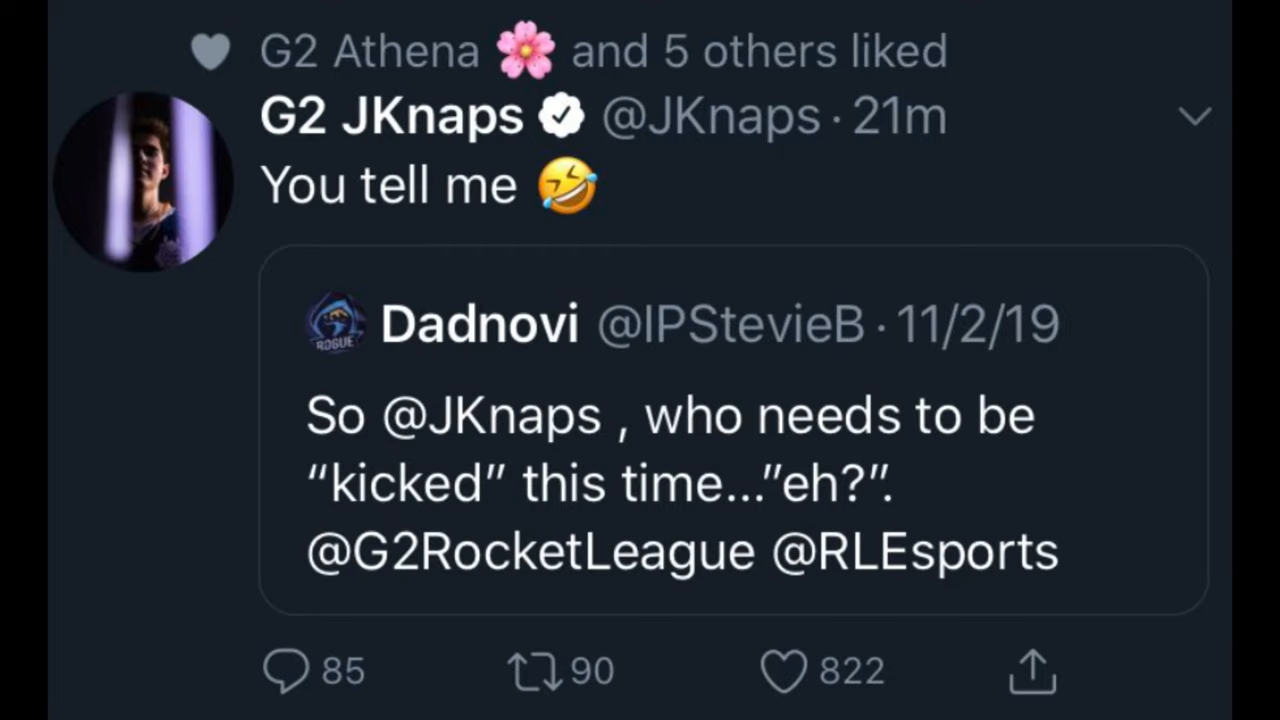 G2 Athena 🌸 and 5 others liked
G2 JKnaps @JKnaps · 21m
You tell me 🤣
Dadnovi @IPStevieB · 11/2/19
ROGUE
So @JKnaps , who needs to be
“kicked” this time...”eh?”.
@G2RocketLeague @RLEsports
85 90 822